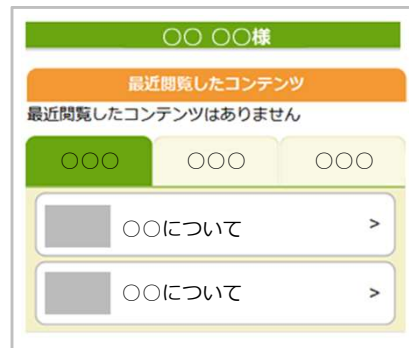 ○○ ○○様
最近閲覧したコンテンツ
最近閲覧したコンテンツはありません
○○○ ○○○ ○○○
○○について >
○○について >